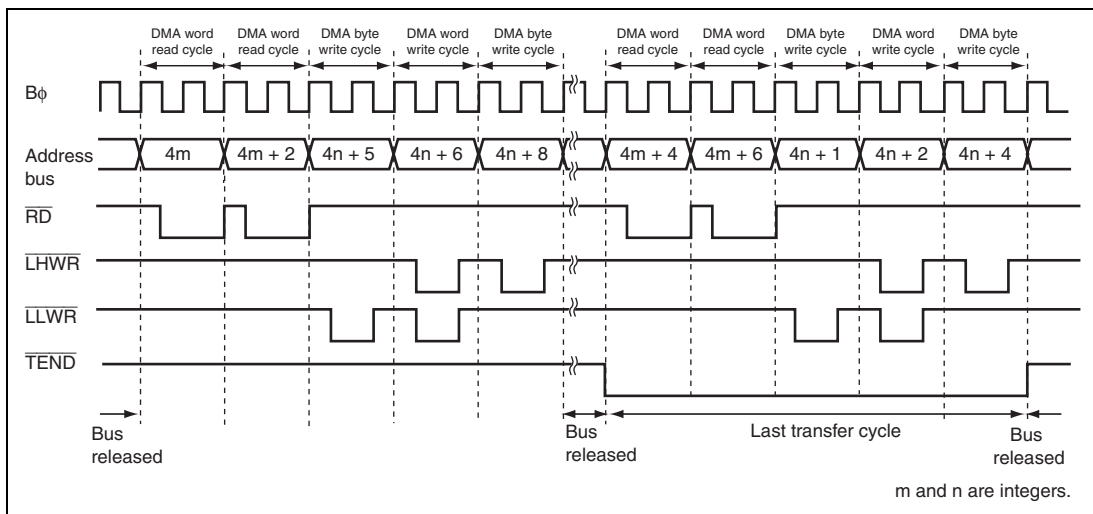 DMA word read cycle
DMA word read cycle
DMA byte write cycle
DMA word write cycle
DMA byte write cycle
DMA word read cycle
DMA word read cycle
DMA byte write cycle
DMA word write cycle
DMA byte write cycle
Bϕ
Address bus
4m
4m + 2
4n + 5
4n + 6
4n + 8
4m + 4
4m + 6
4n + 1
4n + 2
4n + 4
RD
LHWR
LLWR
TEND
Bus released
Bus released
Last transfer cycle
Bus released
m and n are integers.